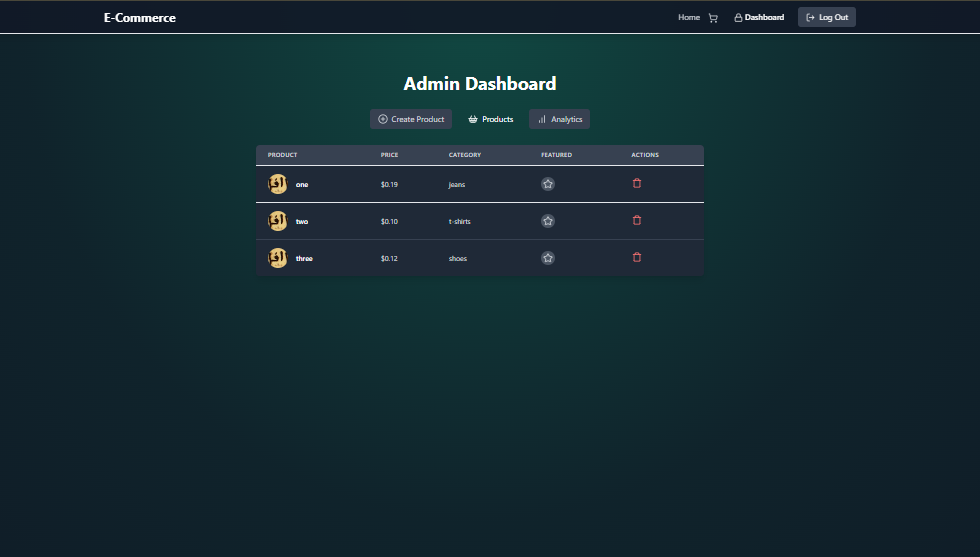 E-Commerce
Home
Dashboard
Log Out
Admin Dashboard
Create Product
Products
Analytics
PRODUCT PRICE CATEGORY FEATURED ACTIONS
one $0.19 jeans
two $0.10 t-shirts
three $0.12 shoes